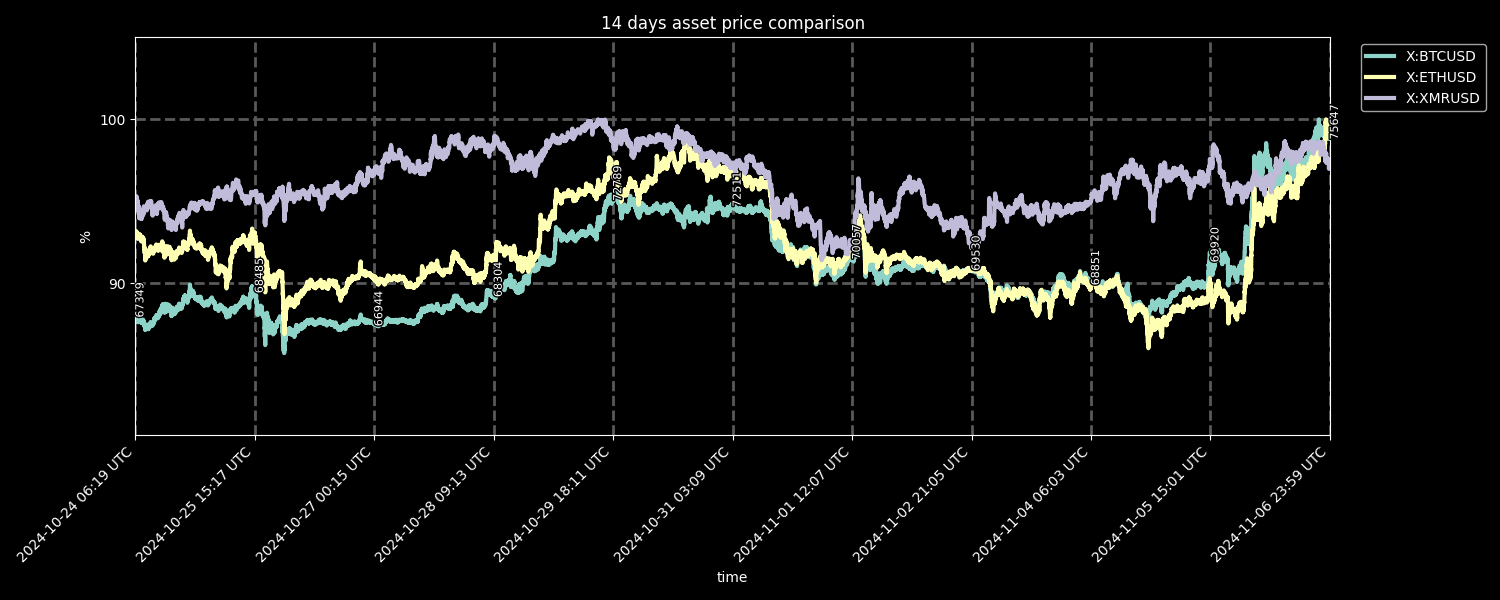 14 days asset price comparison
X:BTCUSD
X:ETHUSD
X:XMRUSD
100
90
%
67349
68485
66944
68304
72789
72511
70057
69530
68851
69920
75647
2024-10-24 06:19 UTC
2024-10-25 15:17 UTC
2024-10-27 00:15 UTC
2024-10-28 09:13 UTC
2024-10-29 18:11 UTC
2024-10-31 03:09 UTC
2024-11-01 12:07 UTC
2024-11-02 21:05 UTC
2024-11-04 06:03 UTC
2024-11-05 15:01 UTC
2024-11-06 23:59 UTC
time